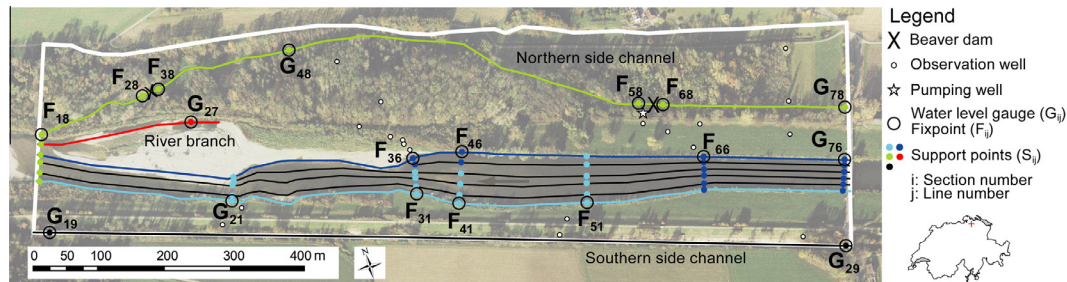 Northern side channel
F28
F38
G48
F18
G27
River branch
F58
F68
G78
F36
F46
F66
G76
G21
F31
F41
F51
G19
G29
Southern side channel
0 50 100 200 300 400 m
N
Legend
Beaver dam
Observation well
Pumping well
Water level gauge (Gij)
Fixpoint (Fij)
Support points (Sij)
i: Section number
j: Line number